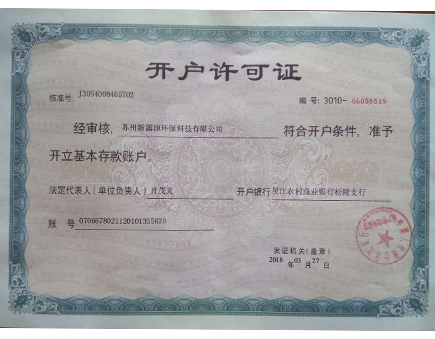 开户许可证
核准号: J3054008465702
编 号: 3010-06058539
经审核, 苏州新露源环保科技有限公司 符合开户条件, 准予
开立基本存款账户。
法定代表人 (单位负责人) 肖茂义 开户银行 吴江农村商业银行松陵支行
账 号 0706678021120101355670
发证机关 (盖章)
2018 年 03 月 27 日